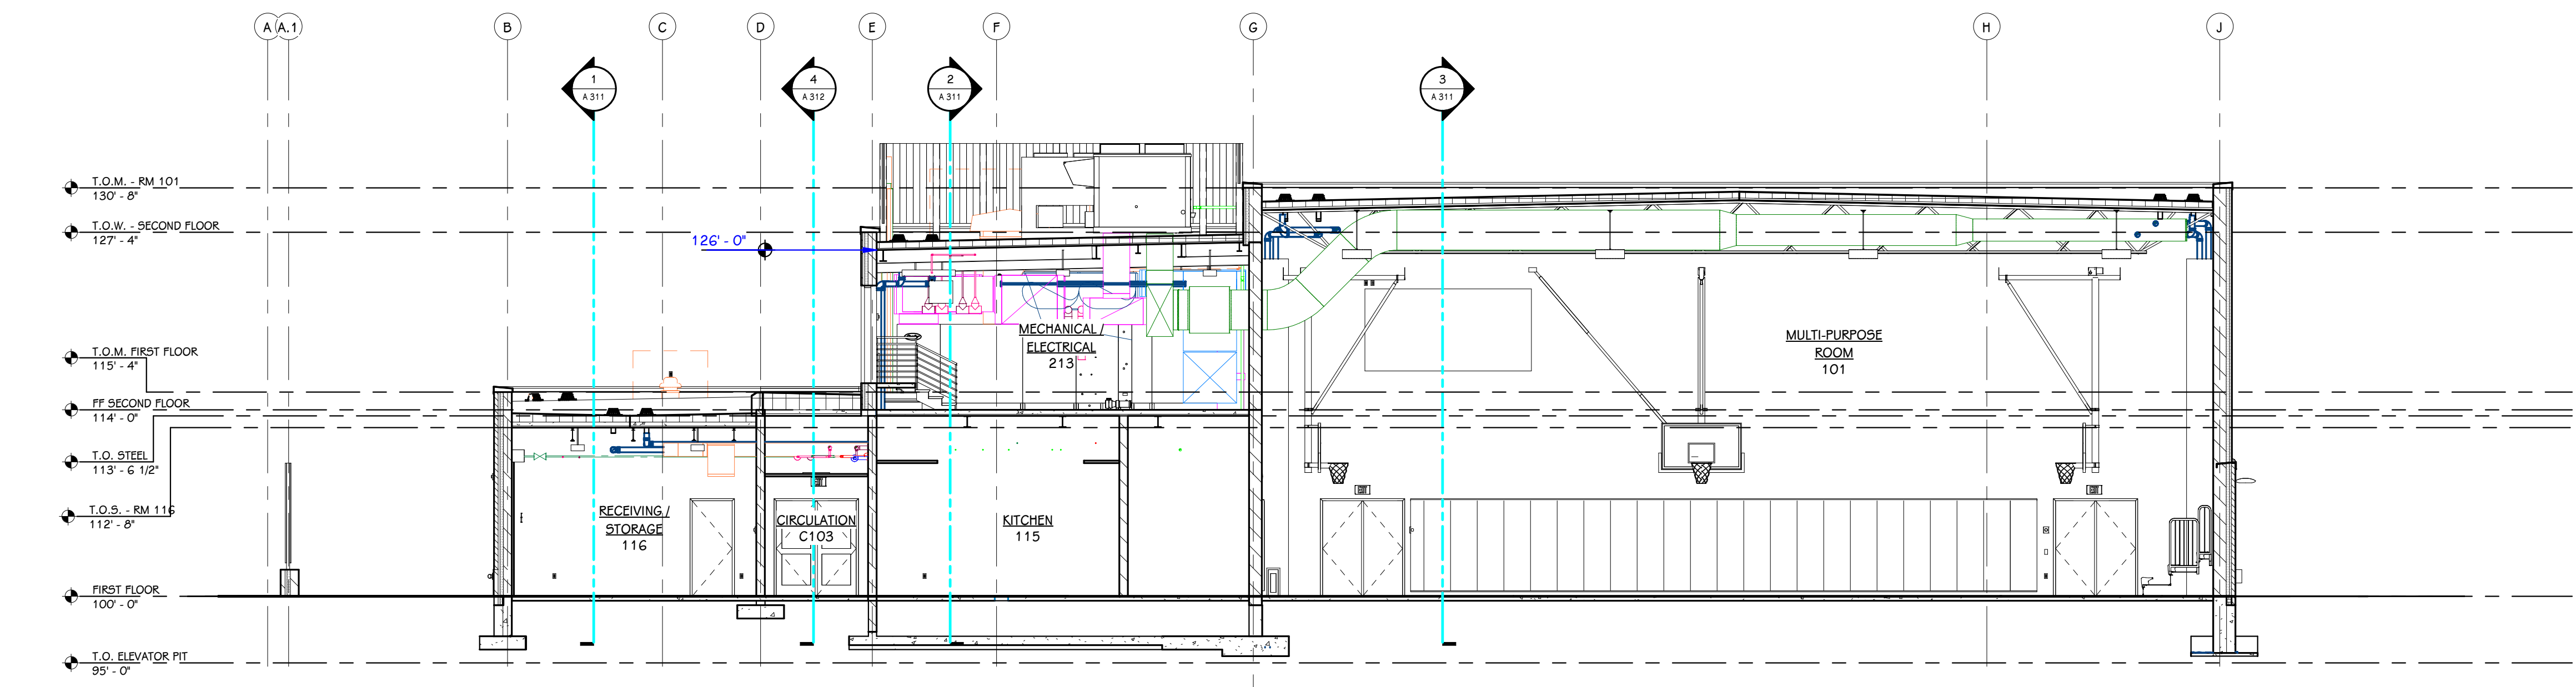 A
A.1
B
C
D
E
F
G
H
J
1
A 311
4
A 312
2
A 311
3
A 311
T.O.M. - RM 101
130' - 8"
T.O.W. - SECOND FLOOR
127' - 4"
126' - 0"
T.O.M. FIRST FLOOR
115' - 4"
FF SECOND FLOOR
114' - 0"
T.O. STEEL
113' - 6 1/2"
T.O.S. - RM 116
112' - 8"
FIRST FLOOR
100' - 0"
T.O. ELEVATOR PIT
95' - 0"
MECHANICAL /
ELECTRICAL
213
MULTI-PURPOSE
ROOM
101
RECEIVING /
STORAGE
116
CIRCULATION
C103
KITCHEN
115